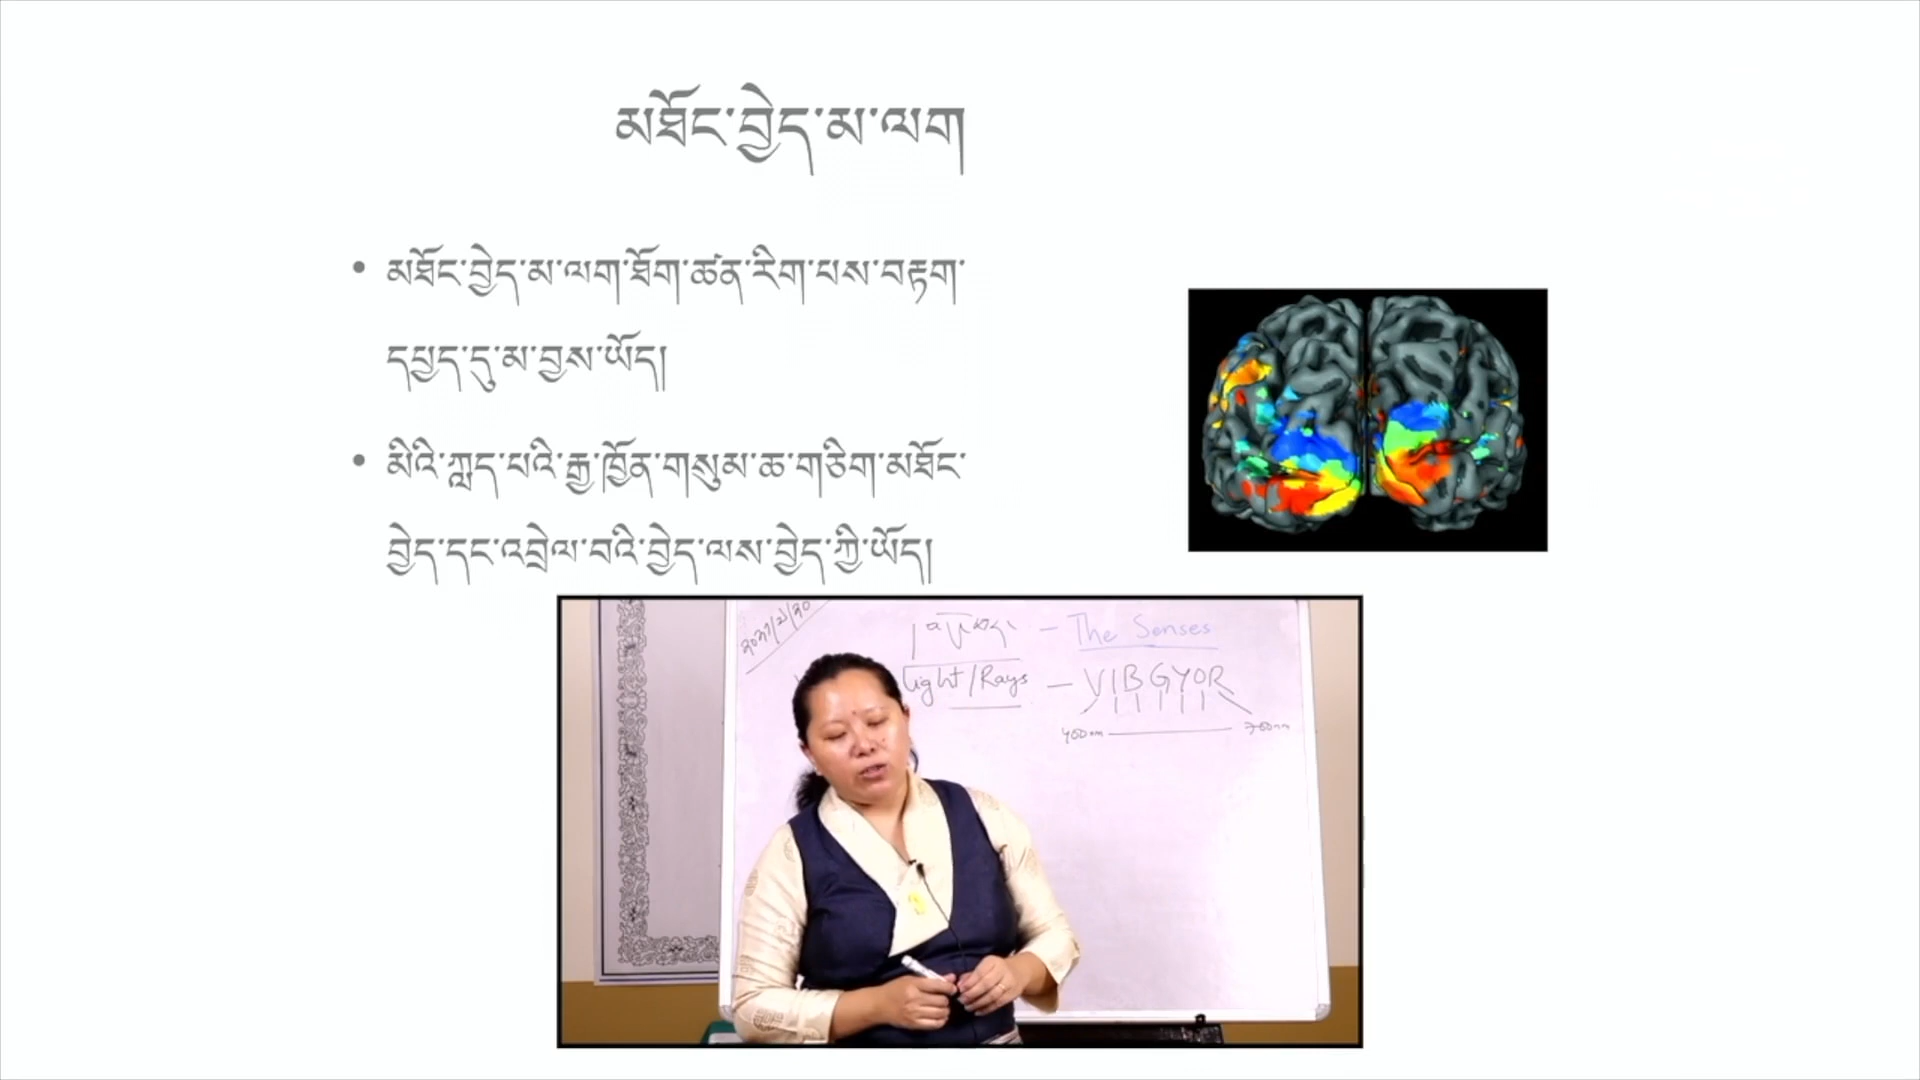 མཐོང་བྱེད་མ་ལག
• མཐོང་བྱེད་མ་ལག་ཐོག་ཚན་རིག་པས་བརྟག་
དཔྱད་དུ་མ་བྱས་ཡོད།
• མིའི་ཀླད་པའི་རྒྱ་ཁྱོན་གསུམ་ཆ་གཅིག་མཐོང་
བྱེད་དང་འབྲེལ་བའི་བྱེད་ལས་བྱེད་ཀྱི་ཡོད།
— The Senses
Light/Rays — VIBGYOR
400nm 700nm